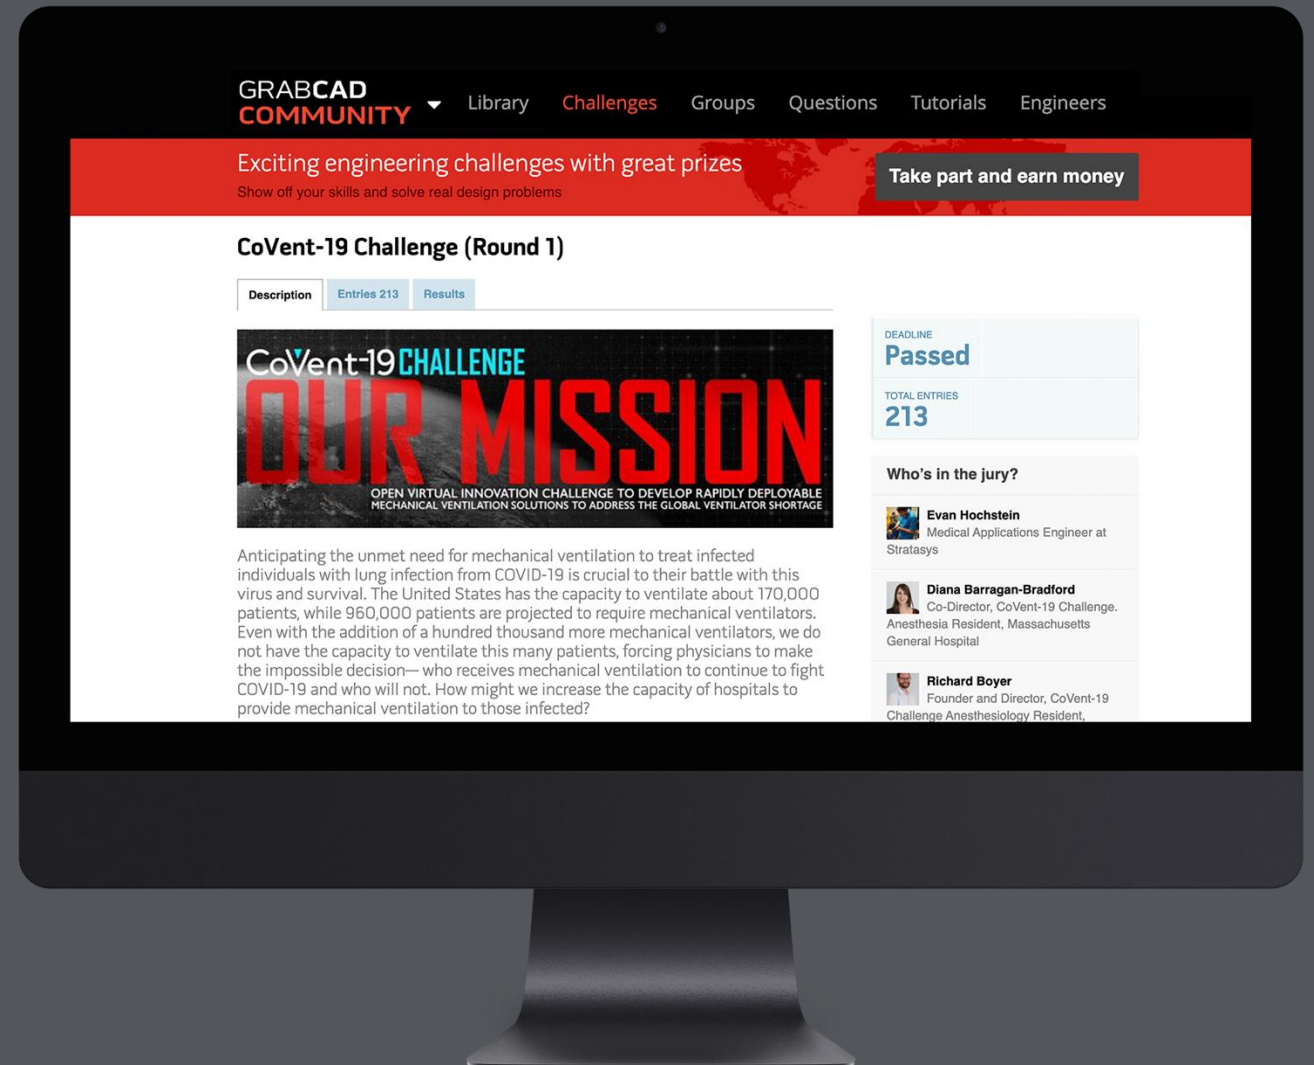 GRABCAD
COMMUNITY
Library Challenges Groups Questions Tutorials Engineers
Exciting engineering challenges with great prizes
Show off your skills and solve real design problems
Take part and earn money
CoVent-19 Challenge (Round 1)
Description Entries 213 Results
CoVent-19 CHALLENGE
OUR MISSION
OPEN VIRTUAL INNOVATION CHALLENGE TO DEVELOP RAPIDLY DEPLOYABLE
MECHANICAL VENTILATION SOLUTIONS TO ADDRESS THE GLOBAL VENTILATOR SHORTAGE
Anticipating the unmet need for mechanical ventilation to treat infected
individuals with lung infection from COVID-19 is crucial to their battle with this
virus and survival. The United States has the capacity to ventilate about 170,000
patients, while 960,000 patients are projected to require mechanical ventilators.
Even with the addition of a hundred thousand more mechanical ventilators, we do
not have the capacity to ventilate this many patients, forcing physicians to make
the impossible decision— who receives mechanical ventilation to continue to fight
COVID-19 and who will not. How might we increase the capacity of hospitals to
provide mechanical ventilation to those infected?
DEADLINE
Passed
TOTAL ENTRIES
213
Who's in the jury?
Evan Hochstein
Medical Applications Engineer at
Stratasys
Diana Barragan-Bradford
Co-Director, CoVent-19 Challenge.
Anesthesia Resident, Massachusetts
General Hospital
Richard Boyer
Founder and Director, CoVent-19
Challenge Anesthesiology Resident,